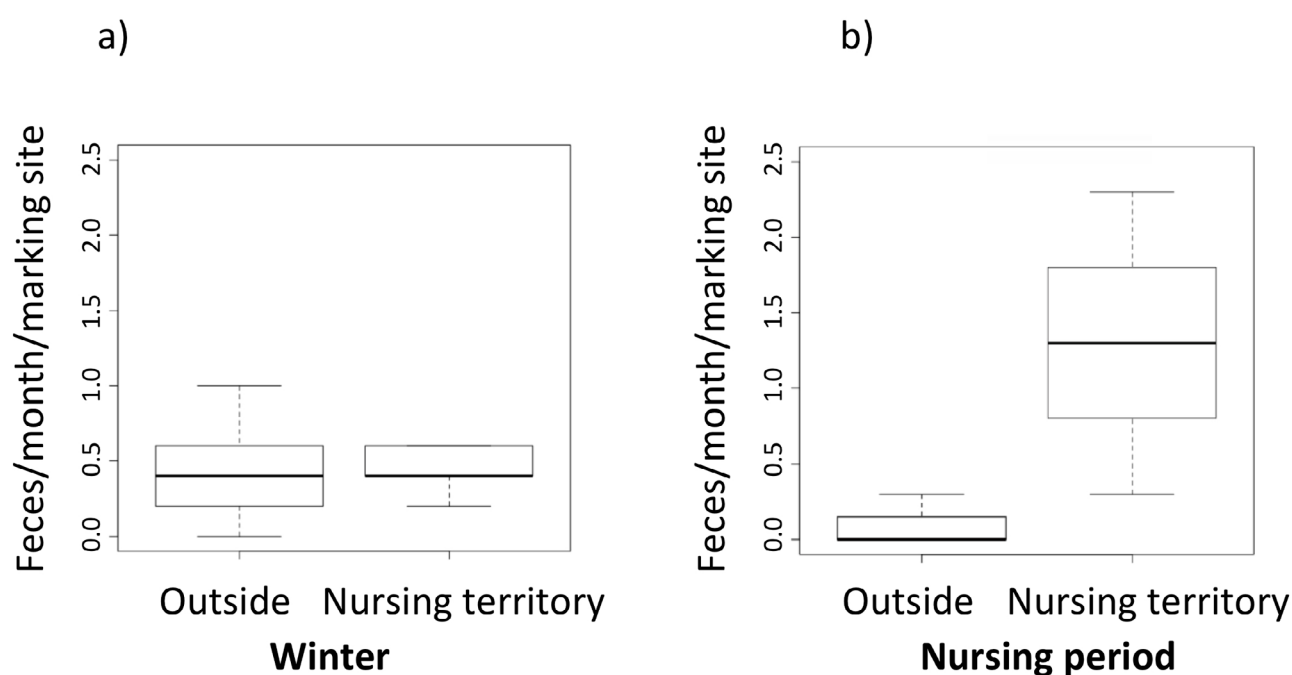 a)
Feces/month/marking site
2.5
2.0
1.5
1.0
0.5
0.0
Outside Nursing territory
Winter
b)
Feces/month/marking site
2.5
2.0
1.5
1.0
0.5
0.0
Outside Nursing territory
Nursing period